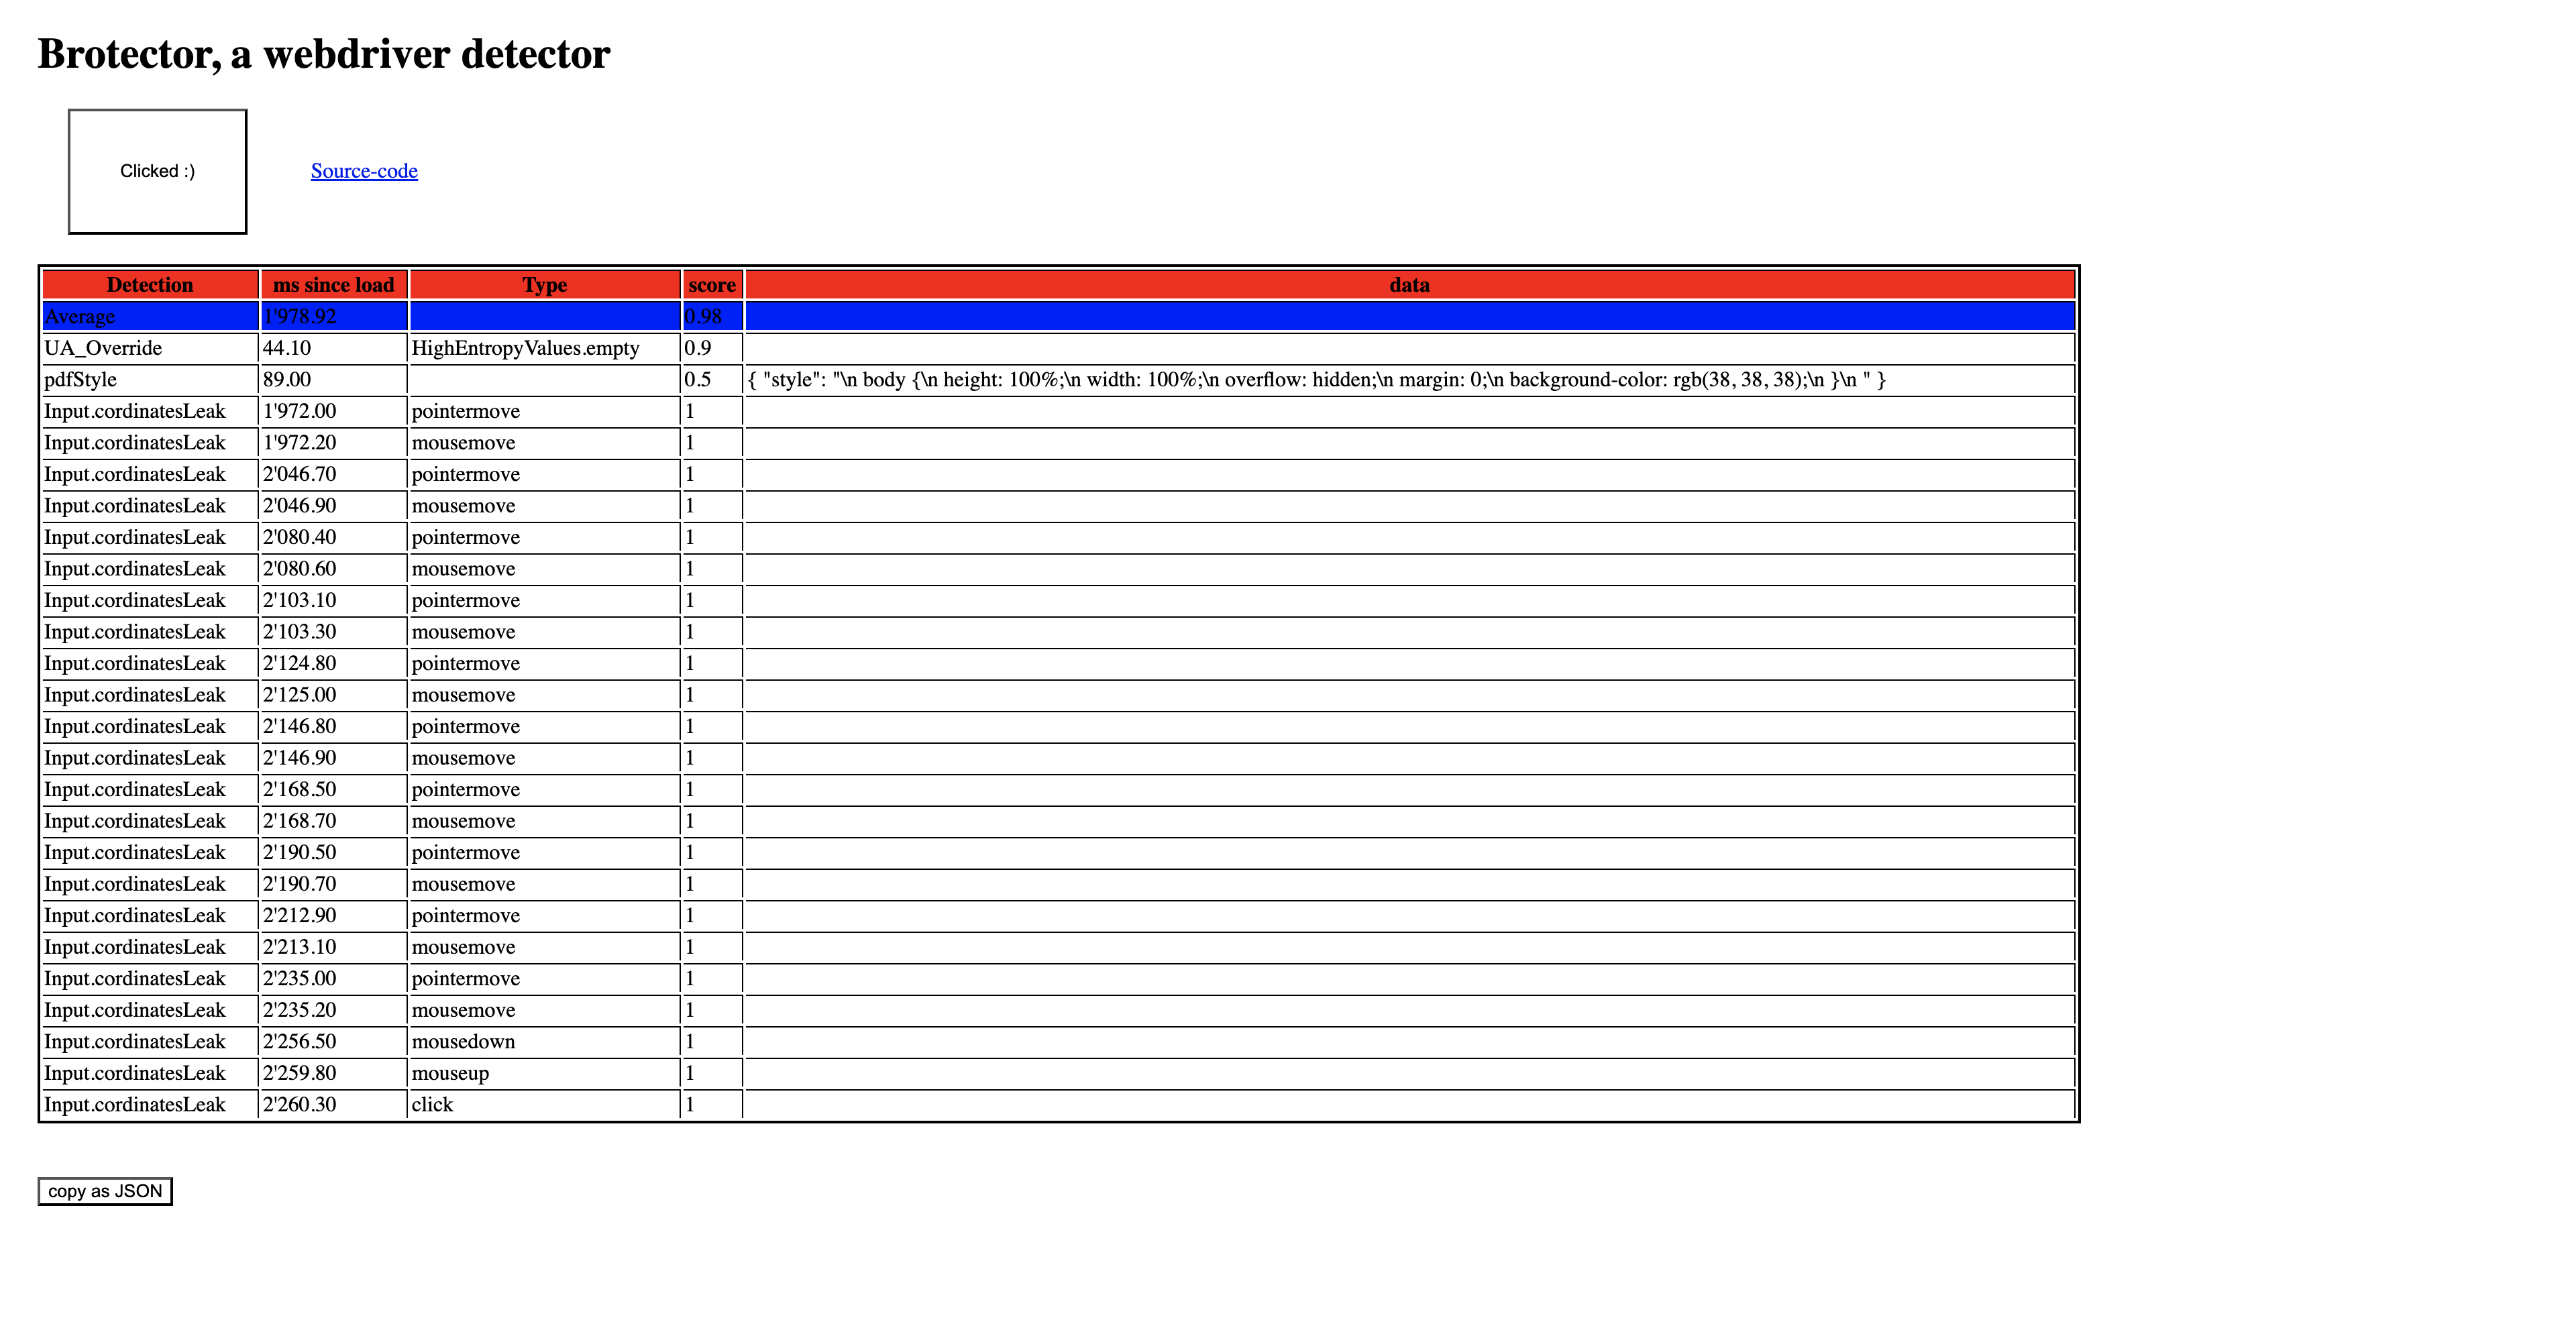 Brotector, a webdriver detector
Clicked :) Source-code
Detection ms since load Type score data
Average 1'978.92 0.98
UA_Override 44.10 HighEntropyValues.empty 0.9
pdfStyle 89.00 0.5 { "style": "\n body {\n height: 100%;\n width: 100%;\n overflow: hidden;\n margin: 0;\n background-color: rgb(38, 38, 38);\n }\n " }
Input.cordinatesLeak 1'972.00 pointermove 1
Input.cordinatesLeak 1'972.20 mousemove 1
Input.cordinatesLeak 2'046.70 pointermove 1
Input.cordinatesLeak 2'046.90 mousemove 1
Input.cordinatesLeak 2'080.40 pointermove 1
Input.cordinatesLeak 2'080.60 mousemove 1
Input.cordinatesLeak 2'103.10 pointermove 1
Input.cordinatesLeak 2'103.30 mousemove 1
Input.cordinatesLeak 2'124.80 pointermove 1
Input.cordinatesLeak 2'125.00 mousemove 1
Input.cordinatesLeak 2'146.80 pointermove 1
Input.cordinatesLeak 2'146.90 mousemove 1
Input.cordinatesLeak 2'168.50 pointermove 1
Input.cordinatesLeak 2'168.70 mousemove 1
Input.cordinatesLeak 2'190.50 pointermove 1
Input.cordinatesLeak 2'190.70 mousemove 1
Input.cordinatesLeak 2'212.90 pointermove 1
Input.cordinatesLeak 2'213.10 mousemove 1
Input.cordinatesLeak 2'235.00 pointermove 1
Input.cordinatesLeak 2'235.20 mousemove 1
Input.cordinatesLeak 2'256.50 mousedown 1
Input.cordinatesLeak 2'259.80 mouseup 1
Input.cordinatesLeak 2'260.30 click 1
copy as JSON